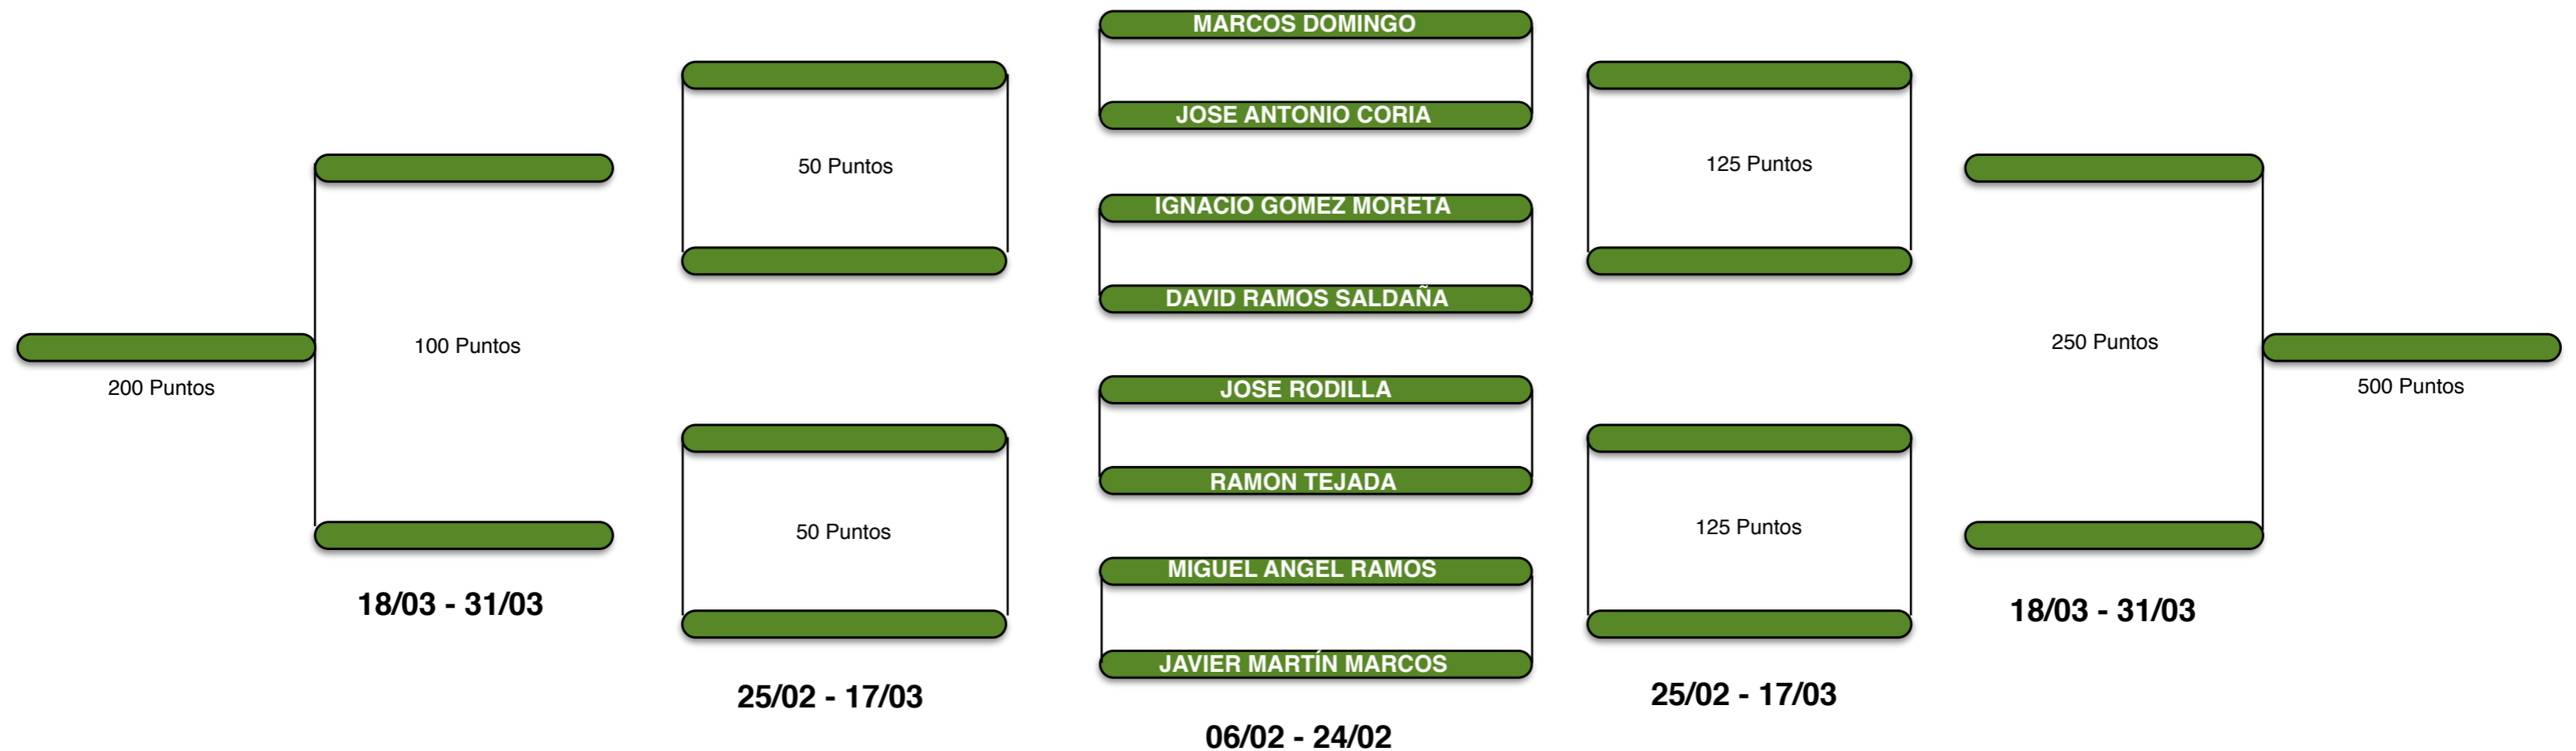 MARCOS DOMINGO
JOSE ANTONIO CORIA
50 Puntos
125 Puntos
IGNACIO GOMEZ MORETA
DAVID RAMOS SALDAÑA
100 Puntos
250 Puntos
200 Puntos
500 Puntos
JOSE RODILLA
RAMON TEJADA
50 Puntos
125 Puntos
MIGUEL ANGEL RAMOS
18/03 - 31/03
18/03 - 31/03
JAVIER MARTÍN MARCOS
25/02 - 17/03
25/02 - 17/03
06/02 - 24/02